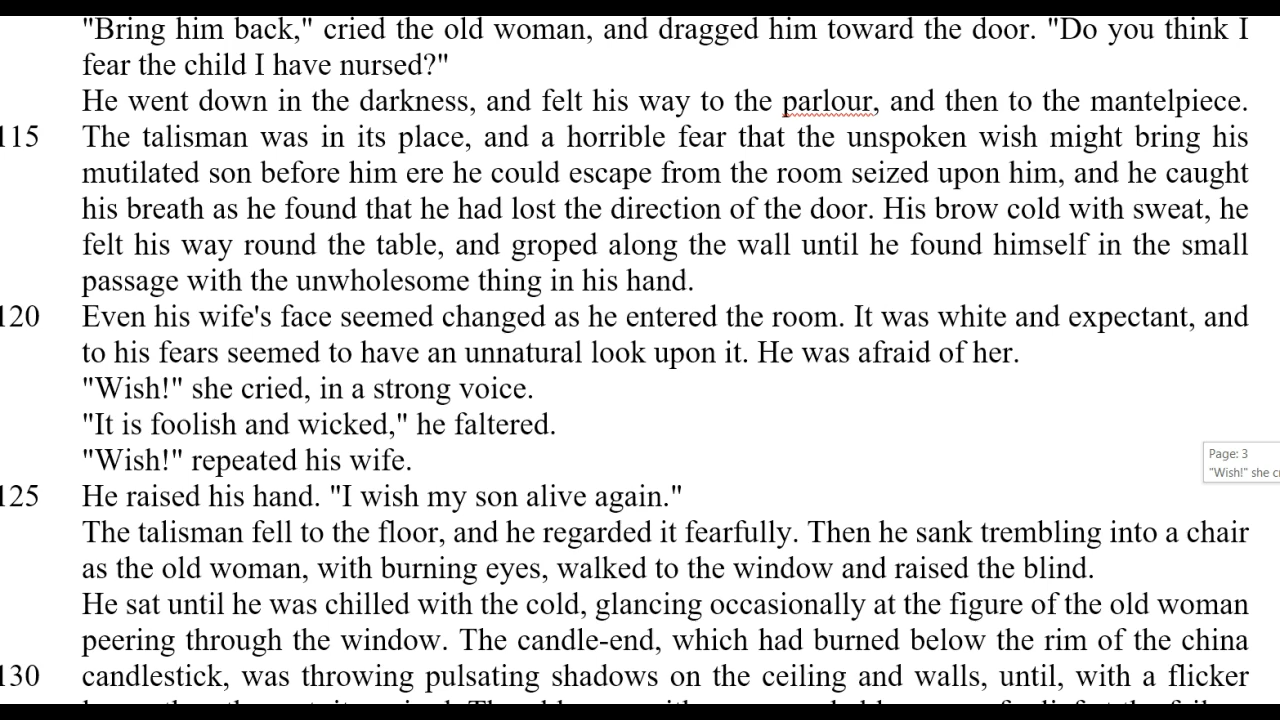 "Bring him back," cried the old woman, and dragged him toward the door. "Do you think I
fear the child I have nursed?"
He went down in the darkness, and felt his way to the parlour, and then to the mantelpiece.
115 The talisman was in its place, and a horrible fear that the unspoken wish might bring his
mutilated son before him ere he could escape from the room seized upon him, and he caught
his breath as he found that he had lost the direction of the door. His brow cold with sweat, he
felt his way round the table, and groped along the wall until he found himself in the small
passage with the unwholesome thing in his hand.
120 Even his wife's face seemed changed as he entered the room. It was white and expectant, and
to his fears seemed to have an unnatural look upon it. He was afraid of her.
"Wish!" she cried, in a strong voice.
"It is foolish and wicked," he faltered.
"Wish!" repeated his wife.
Page: 3
"Wish!" she
125 He raised his hand. "I wish my son alive again."
The talisman fell to the floor, and he regarded it fearfully. Then he sank trembling into a chair
as the old woman, with burning eyes, walked to the window and raised the blind.
He sat until he was chilled with the cold, glancing occasionally at the figure of the old woman
peering through the window. The candle-end, which had burned below the rim of the china
130 candlestick, was throwing pulsating shadows on the ceiling and walls, until, with a flicker